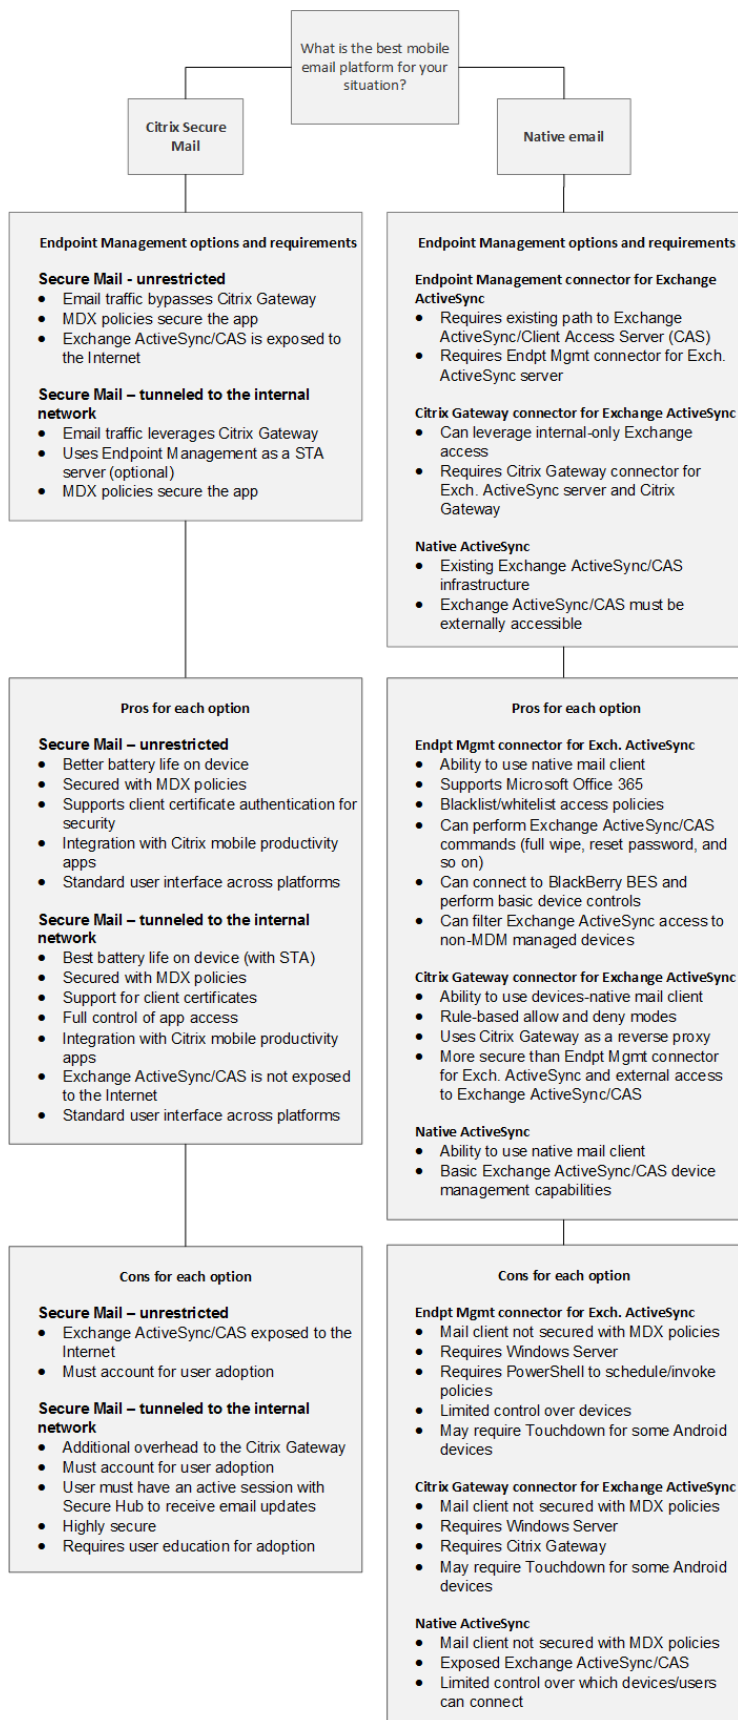 What is the best mobile
email platform for your
situation?
Citrix Secure
Mail
Native email
Endpoint Management options and requirements
Secure Mail - unrestricted
● Email traffic bypasses Citrix Gateway
● MDX policies secure the app
● Exchange ActiveSync/CAS is exposed to
the Internet
Secure Mail – tunneled to the internal
network
● Email traffic leverages Citrix Gateway
● Uses Endpoint Management as a STA
server (optional)
● MDX policies secure the app
Endpoint Management options and requirements
Endpoint Management connector for Exchange
ActiveSync
● Requires existing path to Exchange
ActiveSync/Client Access Server (CAS)
● Requires Endpt Mgmt connector for Exch.
ActiveSync server
Citrix Gateway connector for Exchange ActiveSync
● Can leverage internal-only Exchange
access
● Requires Citrix Gateway connector for
Exch. ActiveSync server and Citrix
Gateway
Native ActiveSync
● Existing Exchange ActiveSync/CAS
infrastructure
● Exchange ActiveSync/CAS must be
externally accessible
Pros for each option
Secure Mail – unrestricted
● Better battery life on device
● Secured with MDX policies
● Supports client certificate authentication for
security
● Integration with Citrix mobile productivity
apps
● Standard user interface across platforms
Secure Mail – tunneled to the internal
network
● Best battery life on device (with STA)
● Secured with MDX policies
● Support for client certificates
● Full control of app access
● Integration with Citrix mobile productivity
apps
● Exchange ActiveSync/CAS is not exposed
to the Internet
● Standard user interface across platforms
Pros for each option
Endpt Mgmt connector for Exch. ActiveSync
● Ability to use native mail client
● Supports Microsoft Office 365
● Blacklist/whitelist access policies
● Can perform Exchange ActiveSync/CAS
commands (full wipe, reset password, and
so on)
● Can connect to BlackBerry BES and
perform basic device controls
● Can filter Exchange ActiveSync access to
non-MDM managed devices
Citrix Gateway connector for Exchange ActiveSync
● Ability to use devices-native mail client
● Rule-based allow and deny modes
● Uses Citrix Gateway as a reverse proxy
● More secure than Endpt Mgmt connector
for Exch. ActiveSync and external access
to Exchange ActiveSync/CAS
Native ActiveSync
● Ability to use native mail client
● Basic Exchange ActiveSync/CAS device
management capabilities
Cons for each option
Secure Mail – unrestricted
● Exchange ActiveSync/CAS exposed to the
Internet
● Must account for user adoption
Secure Mail – tunneled to the internal
network
● Additional overhead to the Citrix Gateway
● Must account for user adoption
● User must have an active session with
Secure Hub to receive email updates
● Highly secure
● Requires user education for adoption
Cons for each option
Endpt Mgmt connector for Exch. ActiveSync
● Mail client not secured with MDX policies
● Requires Windows Server
● Requires PowerShell to schedule/invoke
policies
● Limited control over devices
● May require Touchdown for some Android
devices
Citrix Gateway connector for Exchange ActiveSync
● Mail client not secured with MDX policies
● Requires Windows Server
● Requires Citrix Gateway
● May require Touchdown for some Android
devices
Native ActiveSync
● Mail client not secured with MDX policies
● Exposed Exchange ActiveSync/CAS
● Limited control over which devices/users
can connect